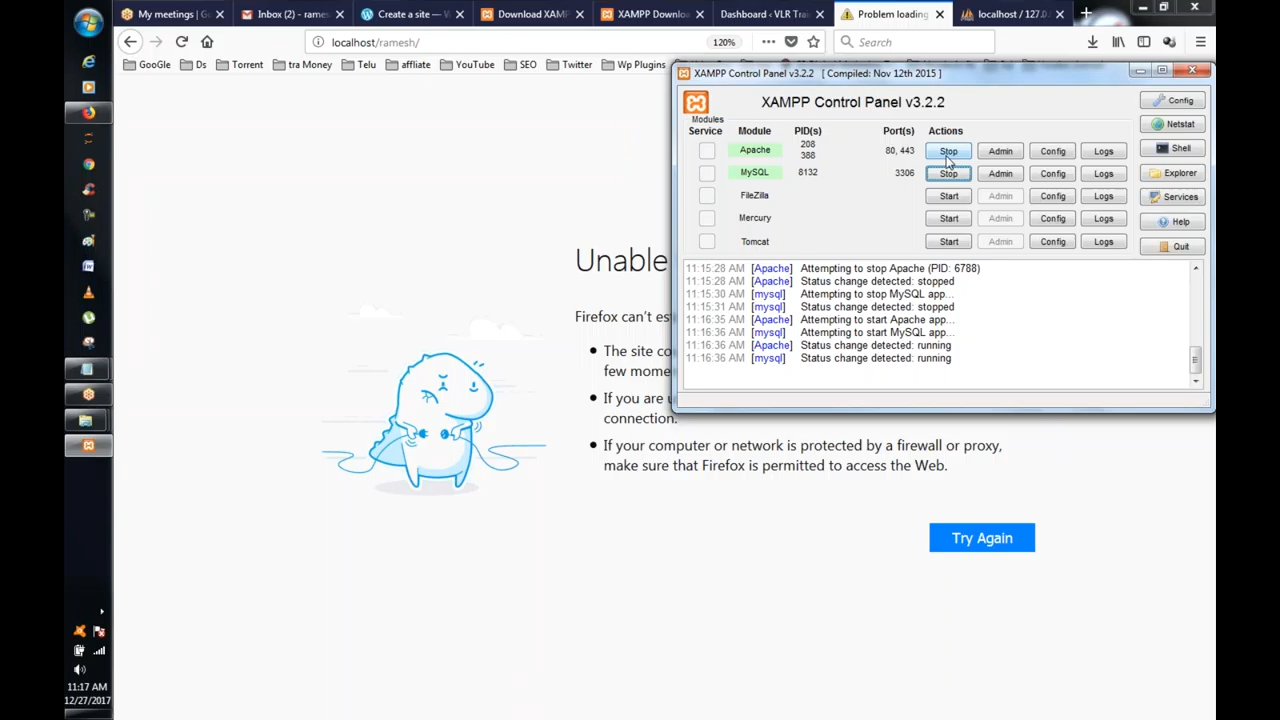 My meetings | G
Inbox (2) - rames
Create a site — W
Download XAM
XAMPP Downlo
Dashboard ‹ VLR Trai
Problem loading
localhost / 127.0.
localhost/ramesh/
120%
Search
GooGle
Ds
Torrent
tra Money
Telu
affliate
YouTube
SEO
Twitter
Wp Plugins
XAMPP Control Panel v3.2.2 [ Compiled: Nov 12th 2015 ]
XAMPP Control Panel v3.2.2
Config
Modules
Service Module PID(s) Port(s) Actions
Netstat
Apache 208 388 80, 443 Stop Admin Config Logs
Shell
MySQL 8132 3306 Stop Admin Config Logs
Explorer
FileZilla Start Admin Config Logs
Services
Mercury Start Admin Config Logs
Help
Tomcat Start Admin Config Logs
Quit
11:15:28 AM [Apache] Attempting to stop Apache (PID: 6788)
11:15:28 AM [Apache] Status change detected: stopped
11:15:30 AM [mysql] Attempting to stop MySQL app...
11:15:31 AM [mysql] Status change detected: stopped
11:16:35 AM [Apache] Attempting to start Apache app...
11:16:36 AM [mysql] Attempting to start MySQL app...
11:16:36 AM [Apache] Status change detected: running
11:16:36 AM [mysql] Status change detected: running
Unable
Firefox can't est
The site co
few mome
If you are u
connection.
If your computer or network is protected by a firewall or proxy,
make sure that Firefox is permitted to access the Web.
Try Again
11:17 AM
12/27/2017